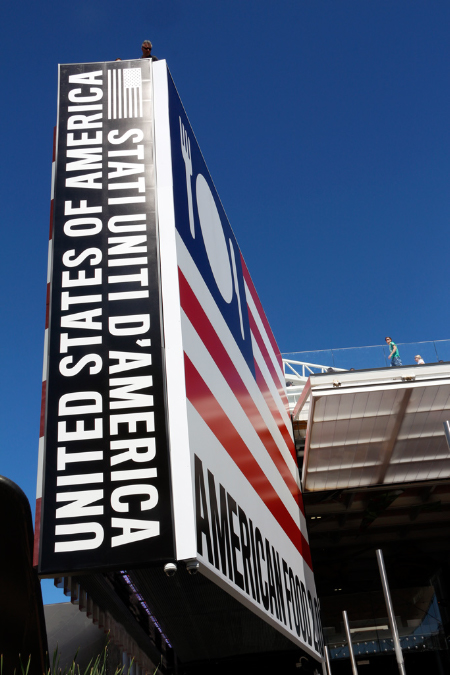 UNITED STATES OF AMERICA
STATI UNITI D'AMERICA
AMERICAN FOOD